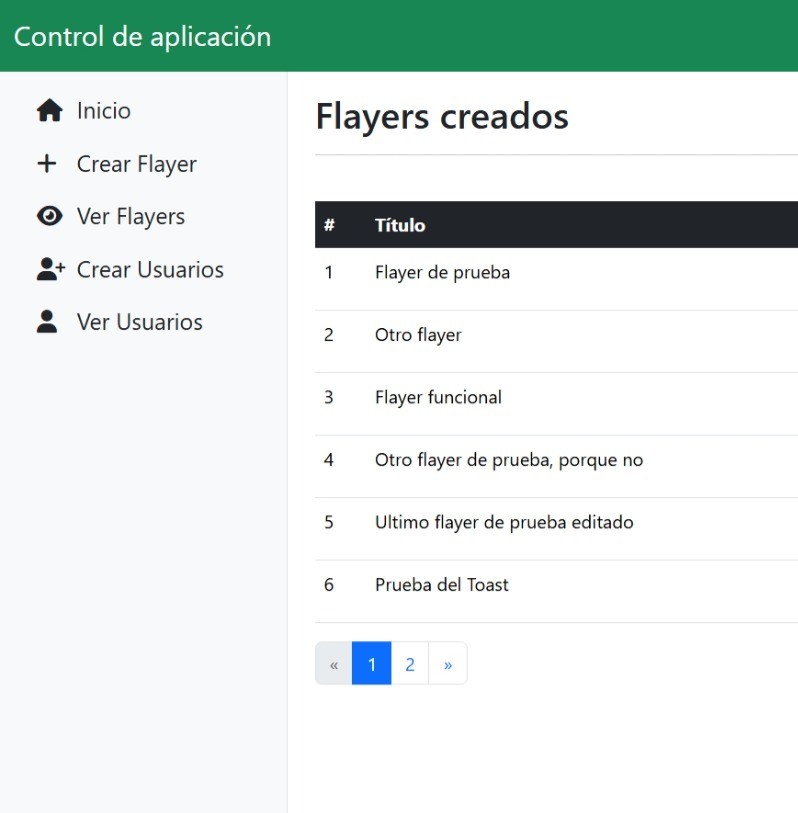 Control de aplicación
Inicio
Crear Flayer
Ver Flayers
Crear Usuarios
Ver Usuarios
Flayers creados
# Título
1 Flayer de prueba
2 Otro flayer
3 Flayer funcional
4 Otro flayer de prueba, porque no
5 Ultimo flayer de prueba editado
6 Prueba del Toast
« 1 2 »